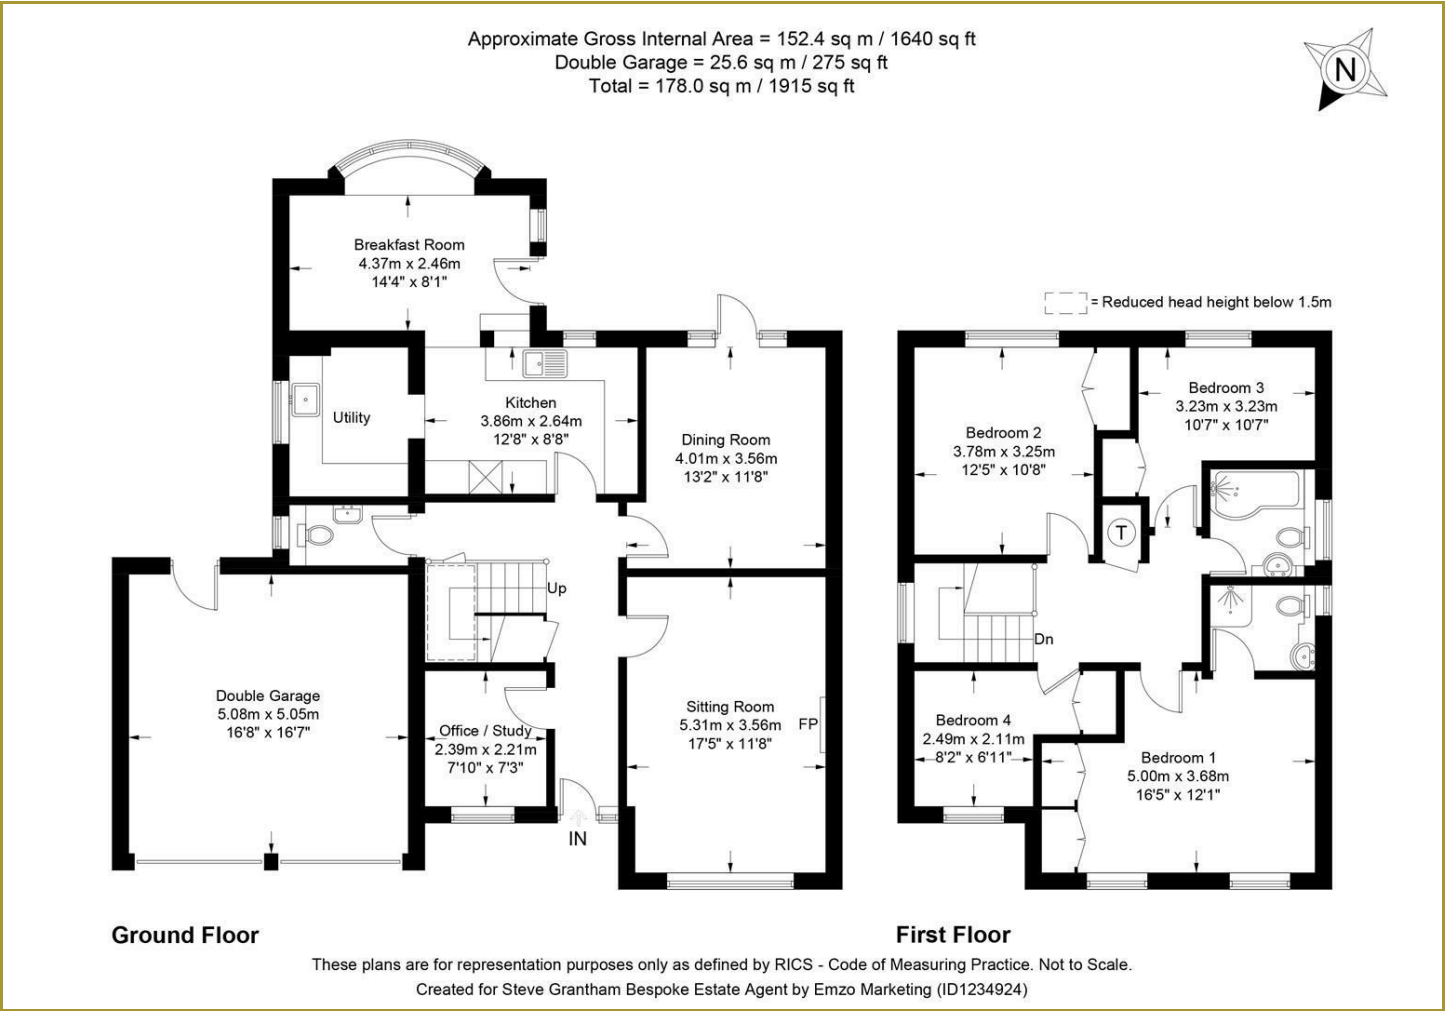 Approximate Gross Internal Area = 152.4 sq m / 1640 sq ft
Double Garage = 25.6 sq m / 275 sq ft
Total = 178.0 sq m / 1915 sq ft
N
Breakfast Room
4.37m x 2.46m
14'4" x 8'1"
= Reduced head height below 1.5m
Utility
Kitchen
3.86m x 2.64m
12'8" x 8'8"
Dining Room
4.01m x 3.56m
13'2" x 11'8"
Up
Double Garage
5.08m x 5.05m
16'8" x 16'7"
Office / Study
2.39m x 2.21m
7'10" x 7'3"
Sitting Room
5.31m x 3.56m
17'5" x 11'8"
FP
IN
Bedroom 2
3.78m x 3.25m
12'5" x 10'8"
Bedroom 3
3.23m x 3.23m
10'7" x 10'7"
T
Dn
Bedroom 4
2.49m x 2.11m
8'2" x 6'11"
Bedroom 1
5.00m x 3.68m
16'5" x 12'1"
Ground Floor
First Floor
These plans are for representation purposes only as defined by RICS - Code of Measuring Practice. Not to Scale.
Created for Steve Grantham Bespoke Estate Agent by Emzo Marketing (ID1234924)